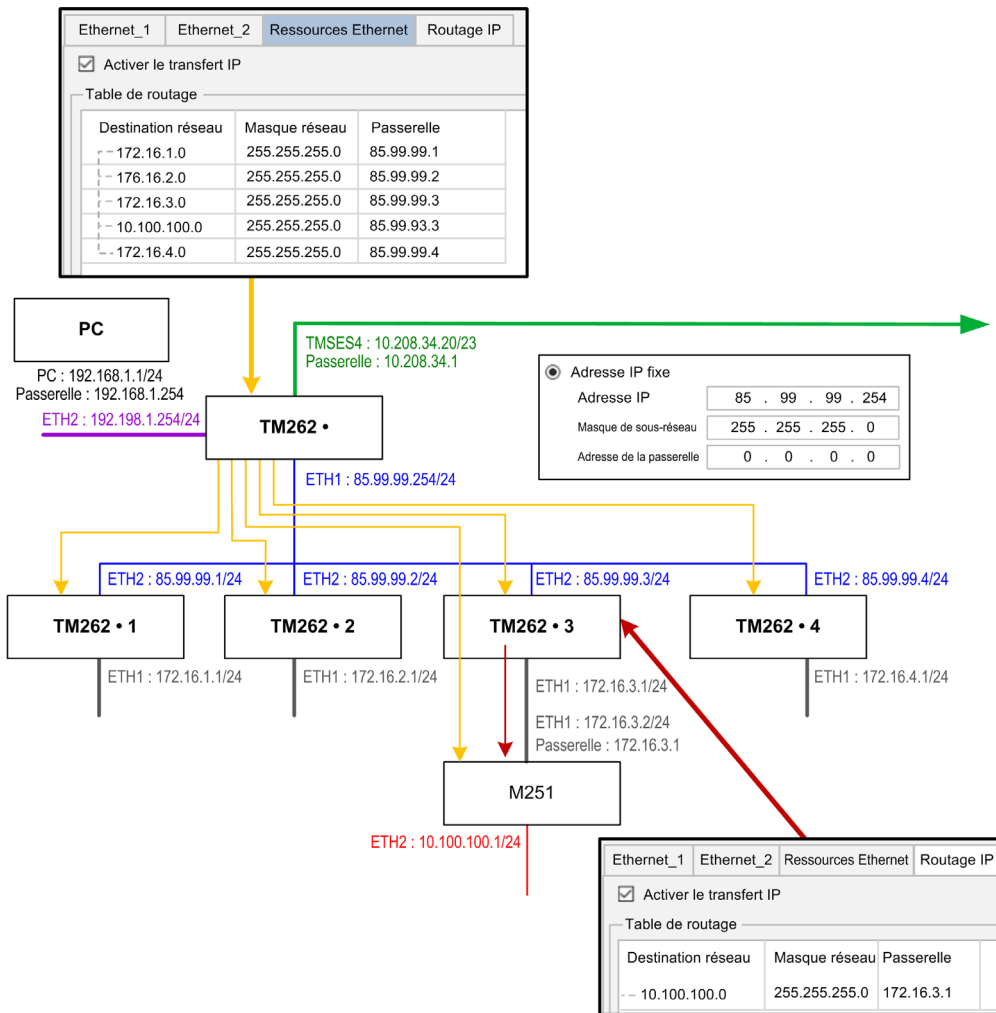 Ethernet_1 Ethernet_2 Ressources Ethernet Routage IP
Activer le transfert IP
Table de routage
Destination réseau Masque réseau Passerelle
172.16.1.0 255.255.255.0 85.99.99.1
176.16.2.0 255.255.255.0 85.99.99.2
172.16.3.0 255.255.255.0 85.99.99.3
10.100.100.0 255.255.255.0 85.99.93.3
172.16.4.0 255.255.255.0 85.99.99.4
PC
PC : 192.168.1.1/24
Passerelle : 192.168.1.254
ETH2 : 192.198.1.254/24
TMSES4 : 10.208.34.20/23
Passerelle : 10.208.34.1
TM262 •
ETH1 : 85.99.99.254/24
Adresse IP fixe
Adresse IP 85 . 99 . 99 . 254
Masque de sous-réseau 255 . 255 . 255 . 0
Adresse de la passerelle 0 . 0 . 0 . 0
ETH2 : 85.99.99.1/24
ETH2 : 85.99.99.2/24
ETH2 : 85.99.99.3/24
ETH2 : 85.99.99.4/24
TM262 • 1
TM262 • 2
TM262 • 3
TM262 • 4
ETH1 : 172.16.1.1/24
ETH1 : 172.16.2.1/24
ETH1 : 172.16.3.1/24
ETH1 : 172.16.4.1/24
ETH1 : 172.16.3.2/24
Passerelle : 172.16.3.1
M251
ETH2 : 10.100.100.1/24
Ethernet_1 Ethernet_2 Ressources Ethernet Routage IP
Activer le transfert IP
Table de routage
Destination réseau Masque réseau Passerelle
10.100.100.0 255.255.255.0 172.16.3.1